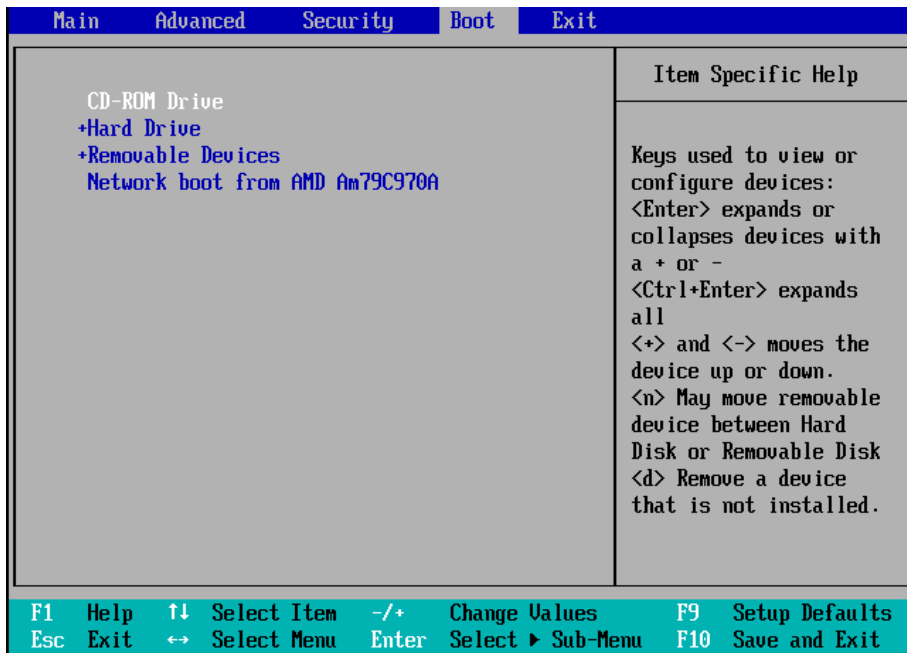 Main Advanced Security Boot Exit
Item Specific Help
CD-ROM Drive
+Hard Drive
+Removable Devices
Network boot from AMD Am79C970A
Keys used to view or
configure devices:
<Enter> expands or
collapses devices with
a + or -
<Ctrl+Enter> expands
all
<+> and <-> moves the
device up or down.
<n> May move removable
device between Hard
Disk or Removable Disk
<d> Remove a device
that is not installed.
F1 Help ↑↓ Select Item -/+ Change Values F9 Setup Defaults
Esc Exit ↔ Select Menu Enter Select ▶ Sub-Menu F10 Save and Exit